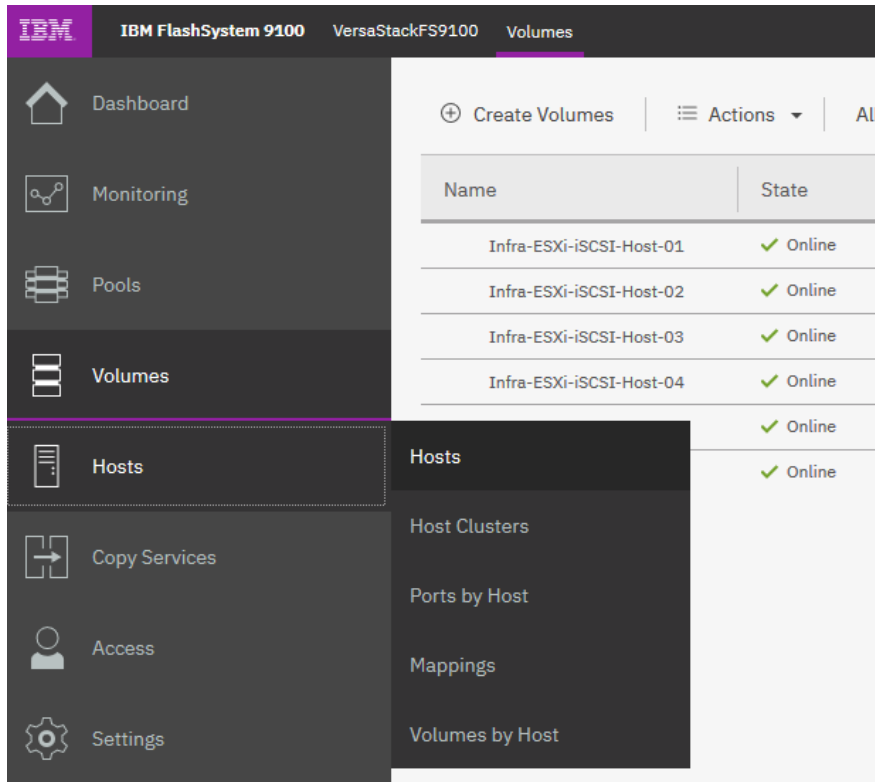 IBM IBM FlashSystem 9100 VersaStackFS9100 Volumes
Dashboard
Monitoring
Pools
Volumes
Hosts
Copy Services
Access
Settings
Hosts
Host Clusters
Ports by Host
Mappings
Volumes by Host
Create Volumes Actions All
Name State
Infra-ESXi-iSCSI-Host-01 Online
Infra-ESXi-iSCSI-Host-02 Online
Infra-ESXi-iSCSI-Host-03 Online
Infra-ESXi-iSCSI-Host-04 Online
Online
Online